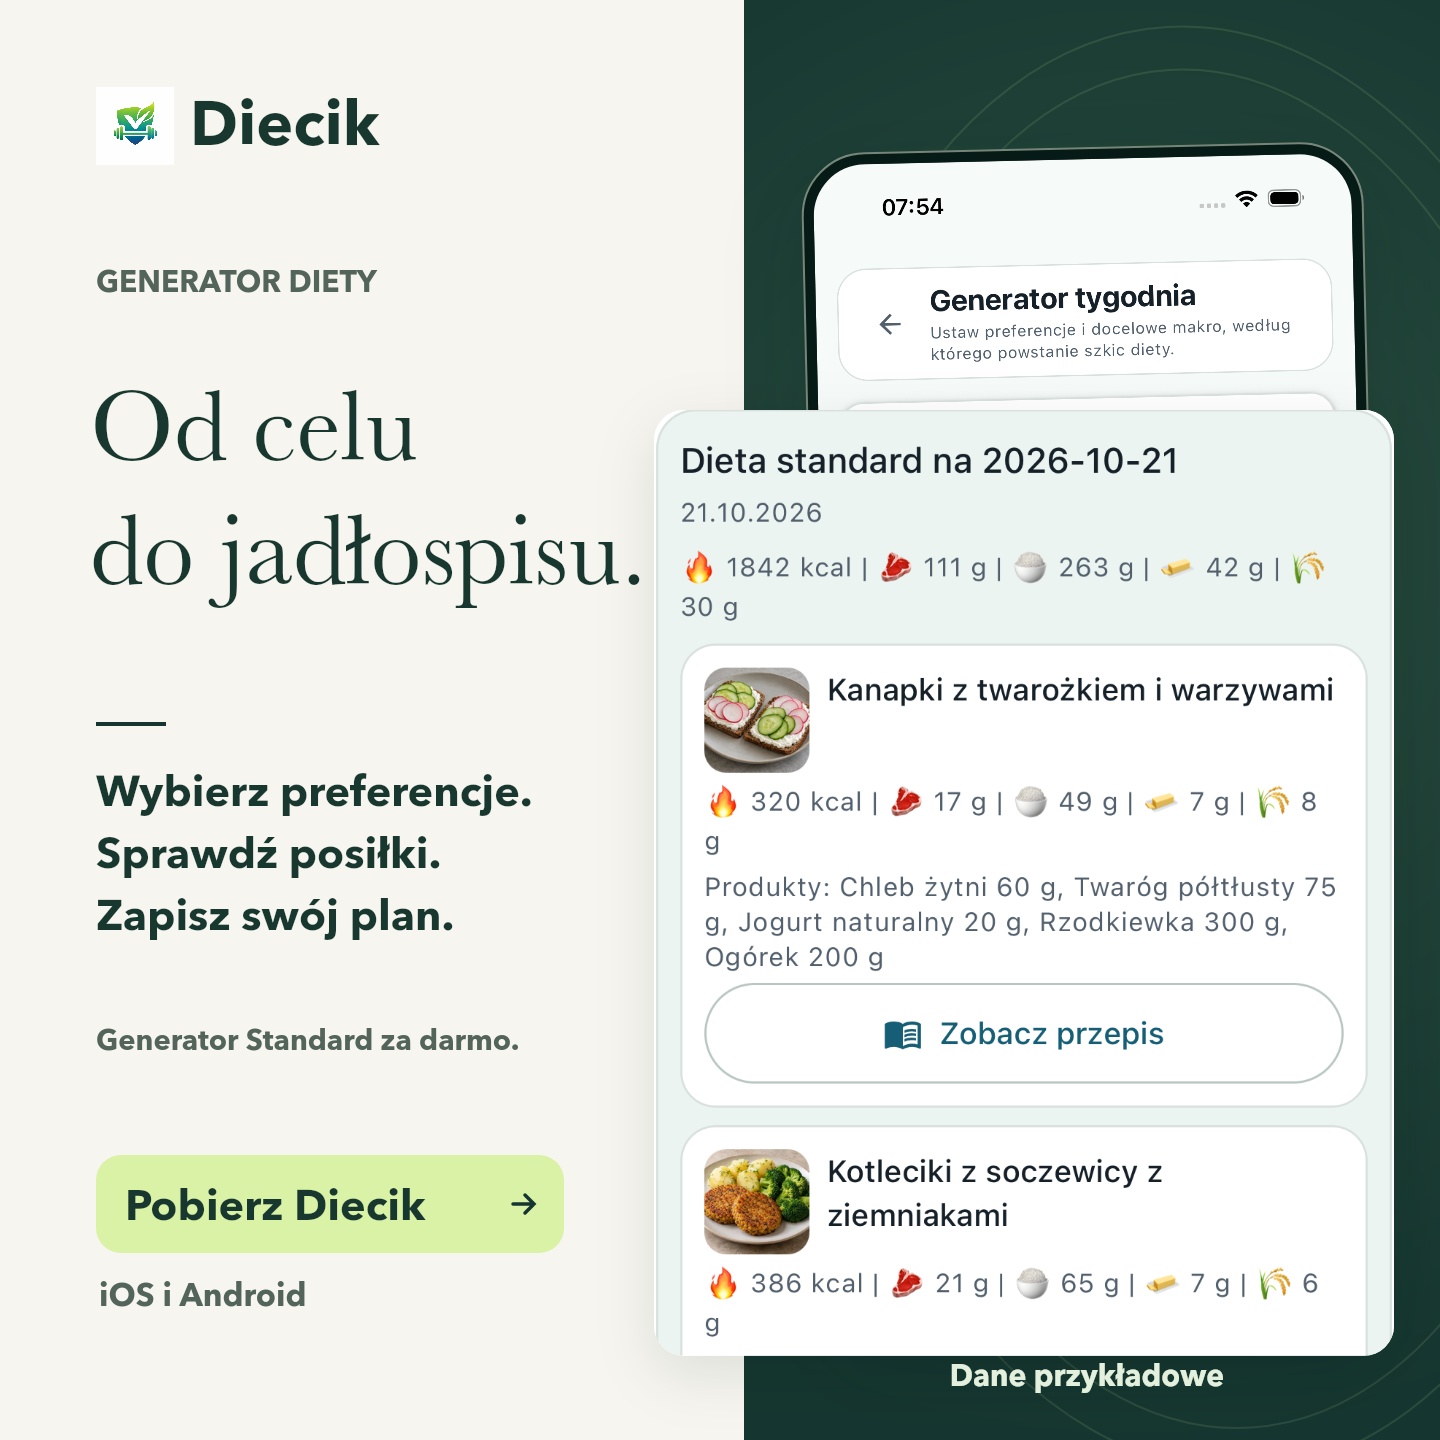 Diecik
GENERATOR DIETY
Od celu
do jadłospisu.
Wybierz preferencje.
Sprawdź posiłki.
Zapisz swój plan.
Generator Standard za darmo.
Pobierz Diecik →
iOS i Android
07:54
Generator tygodnia
Ustaw preferencje i docelowe makro, według
którego powstanie szkic diety.
Dieta standard na 2026-10-21
21.10.2026
🔥 1842 kcal | 🥩 111 g | 🍚 263 g | 🧈 42 g | 🌾
30 g
Kanapki z twarożkiem i warzywami
🔥 320 kcal | 🥩 17 g | 🍚 49 g | 🧈 7 g | 🌾 8
g
Produkty: Chleb żytni 60 g, Twaróg półtłusty 75
g, Jogurt naturalny 20 g, Rzodkiewka 300 g,
Ogórek 200 g
Zobacz przepis
Kotleciki z soczewicy z
ziemniakami
🔥 386 kcal | 🥩 21 g | 🍚 65 g | 🧈 7 g | 🌾 6
g
Dane przykładowe